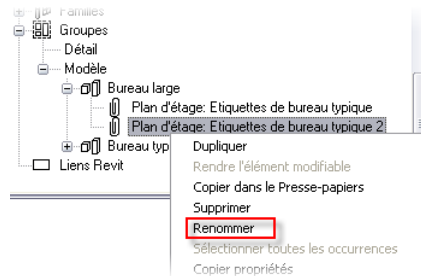 Familles
Groupes
Détail
Modèle
Bureau large
Plan d'étage: Etiquettes de bureau typique
Plan d'étage: Etiquettes de bureau typique 2
Bureau typ
Liens Revit
Dupliquer
Rendre l'élément modifiable
Copier dans le Presse-papiers
Supprimer
Renommer
Sélectionner toutes les occurrences
Copier propriétés